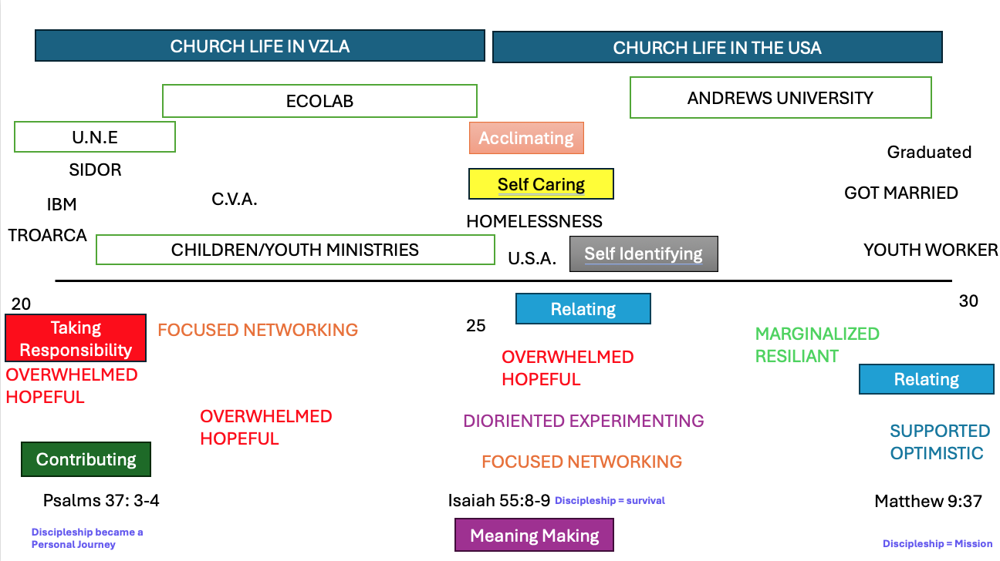 CHURCH LIFE IN VZLA
CHURCH LIFE IN THE USA
ECOLAB
ANDREWS UNIVERSITY
U.N.E
Acclimating
Graduated
SIDOR
Self Caring
GOT MARRIED
IBM
C.V.A.
HOMELESSNESS
TROARCA
CHILDREN/YOUTH MINISTRIES
U.S.A.
Self Identifying
YOUTH WORKER
20
25
30
Taking
Responsibility
FOCUSED NETWORKING
Relating
OVERWHELMED
HOPEFUL
OVERWHELMED
HOPEFUL
OVERWHELMED
HOPEFUL
MARGINALIZED
RESILIANT
Relating
DIORIENTED EXPERIMENTING
SUPPORTED
OPTIMISTIC
Contributing
FOCUSED NETWORKING
Psalms 37: 3-4
Isaiah 55:8-9
Discipleship = survival
Matthew 9:37
Discipleship became a
Personal Journey
Meaning Making
Discipleship = Mission